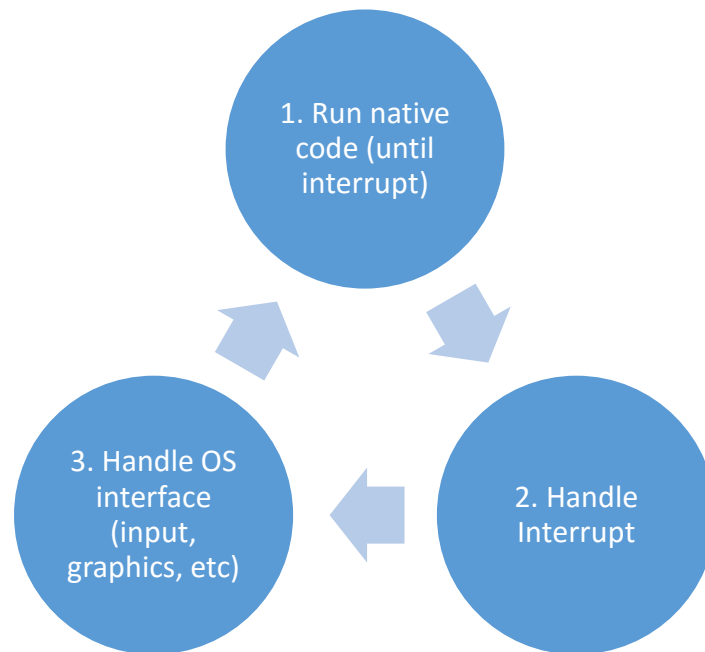 1. Run native
code (until
interrupt)
3. Handle OS
interface
(input,
graphics, etc)
2. Handle
Interrupt